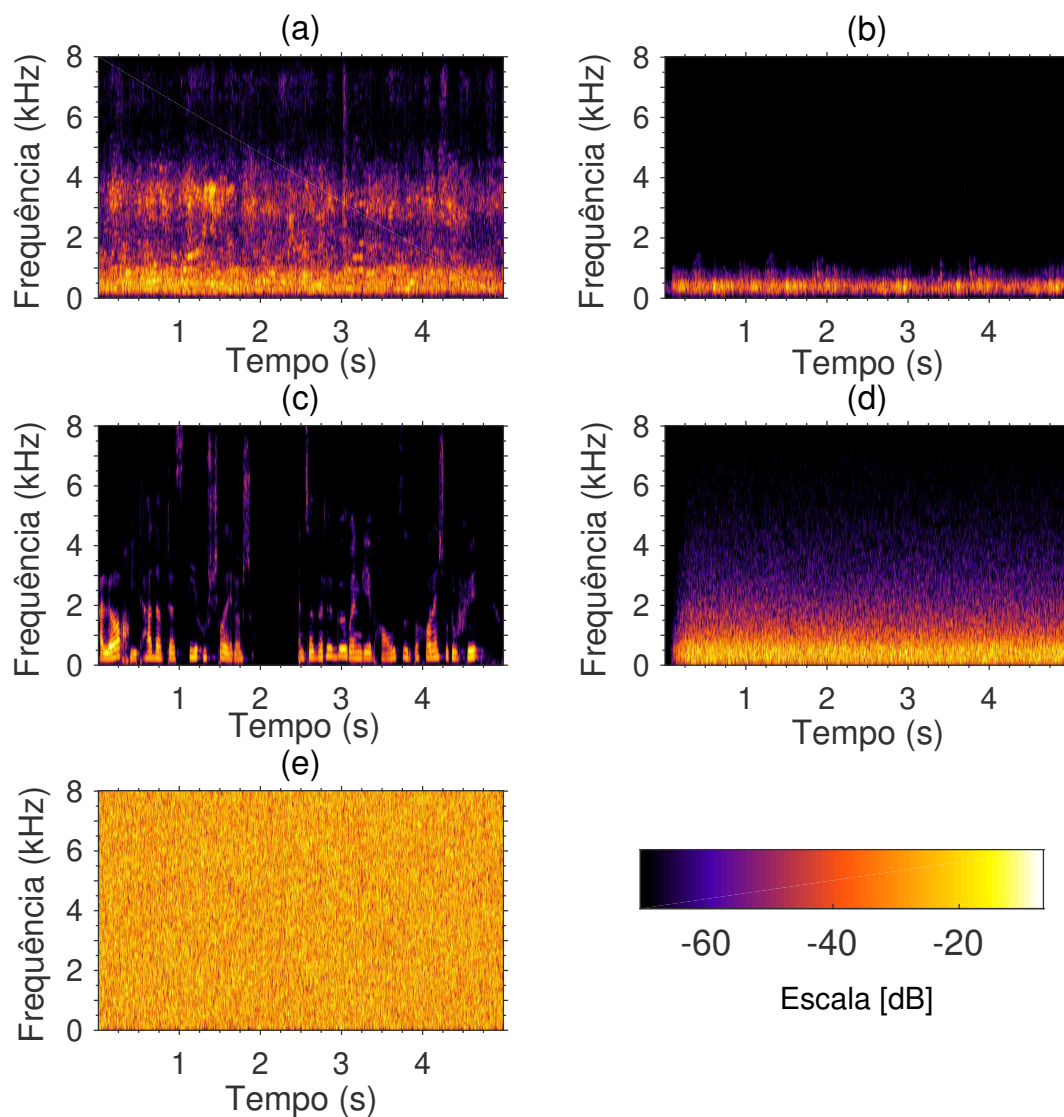 (a)
(b)
Frequência (kHz)
8
6
4
2
0
1 2 3 4
Tempo (s)
Frequência (kHz)
8
6
4
2
0
1 2 3 4
Tempo (s)
(c)
(d)
Frequência (kHz)
8
6
4
2
0
1 2 3 4
Tempo (s)
Frequência (kHz)
8
6
4
2
0
1 2 3 4
Tempo (s)
(e)
Frequência (kHz)
8
6
4
2
0
1 2 3 4
Tempo (s)
-60 -40 -20
Escala [dB]